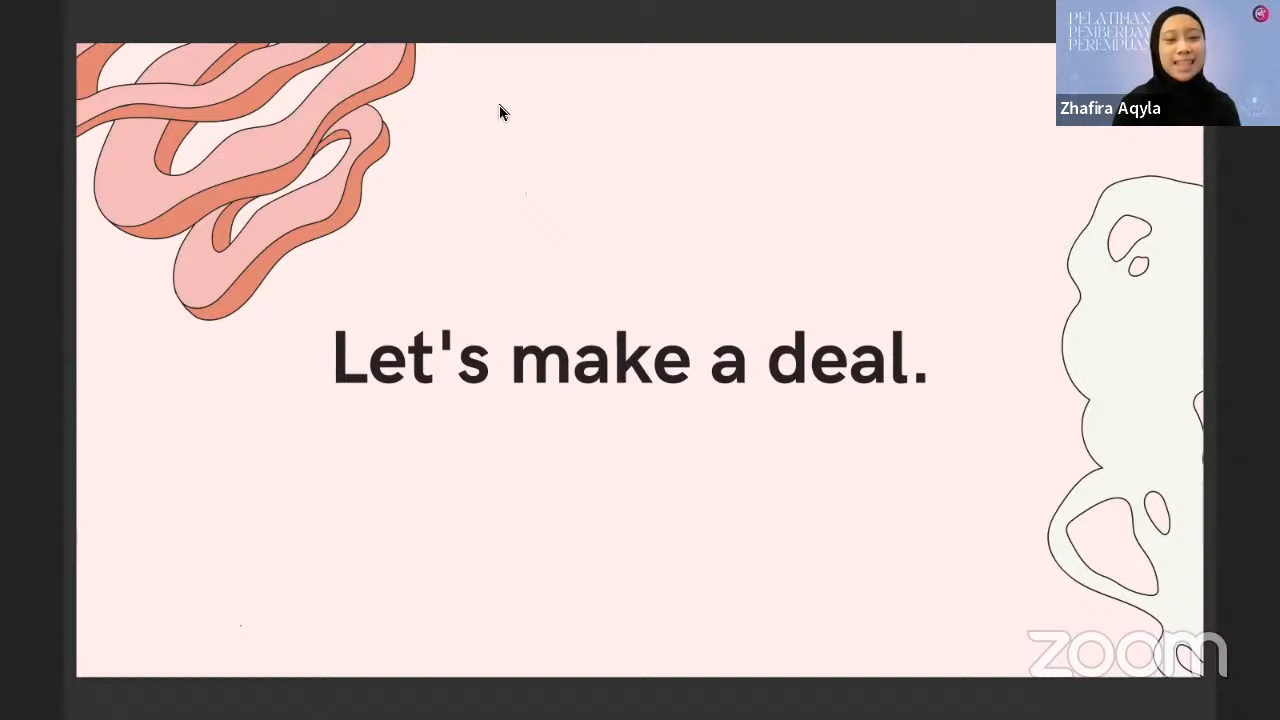 PELATIHAN
PEMBERDAY
PEREMPUAN
Zhafira Aqyla
Let's make a deal.
zoom